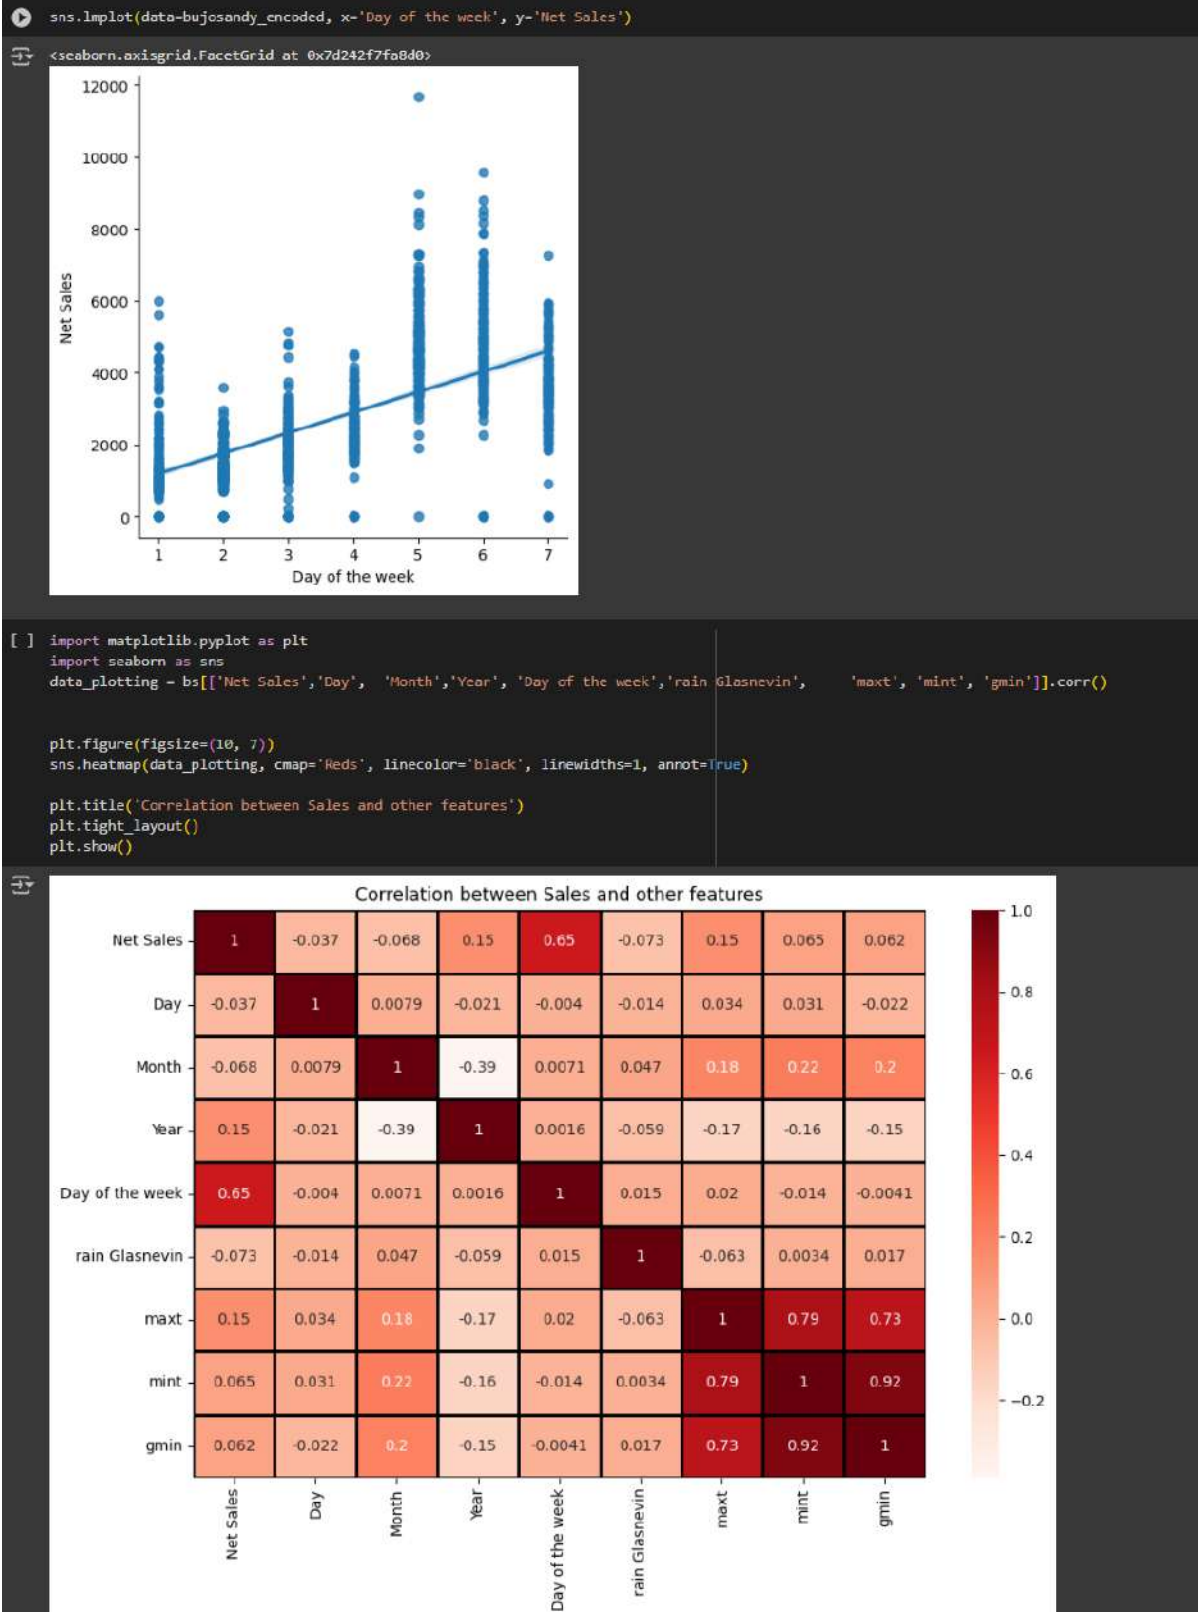 sns.lmplot(data=bujosandy_encoded, x='Day of the week', y='Net Sales')
<seaborn.axisgrid.FacetGrid at 0x7d242f7fa8d0>
12000
10000
8000
6000
4000
2000
0
Net Sales
1 2 3 4 5 6 7
Day of the week
[ ] import matplotlib.pyplot as plt
import seaborn as sns
data_plotting = bs[['Net Sales','Day', 'Month','Year', 'Day of the week','rain Glasnevin', 'maxt', 'mint', 'gmin']].corr()
plt.figure(figsize=(10, 7))
sns.heatmap(data_plotting, cmap='Reds', linecolor='black', linewidths=1, annot=True)
plt.title('Correlation between Sales and other features')
plt.tight_layout()
plt.show()
Correlation between Sales and other features
Net Sales 1 -0.037 -0.068 0.15 0.65 -0.073 0.15 0.065 0.062
Day -0.037 1 0.0079 -0.021 -0.004 -0.014 0.034 0.031 -0.022
Month -0.068 0.0079 1 -0.39 0.0071 0.047 0.18 0.22 0.2
Year 0.15 -0.021 -0.39 1 0.0016 -0.059 -0.17 -0.16 -0.15
Day of the week 0.65 -0.004 0.0071 0.0016 1 0.015 0.02 -0.014 -0.0041
rain Glasnevin -0.073 -0.014 0.047 -0.059 0.015 1 -0.063 0.0034 0.017
maxt 0.15 0.034 0.18 -0.17 0.02 -0.063 1 0.79 0.73
mint 0.065 0.031 0.22 -0.16 -0.014 0.0034 0.79 1 0.92
gmin 0.062 -0.022 0.2 -0.15 -0.0041 0.017 0.73 0.92 1
Net Sales
Day
Month
Year
Day of the week
rain Glasnevin
maxt
mint
gmin
1.0
0.8
0.6
0.4
0.2
0.0
-0.2